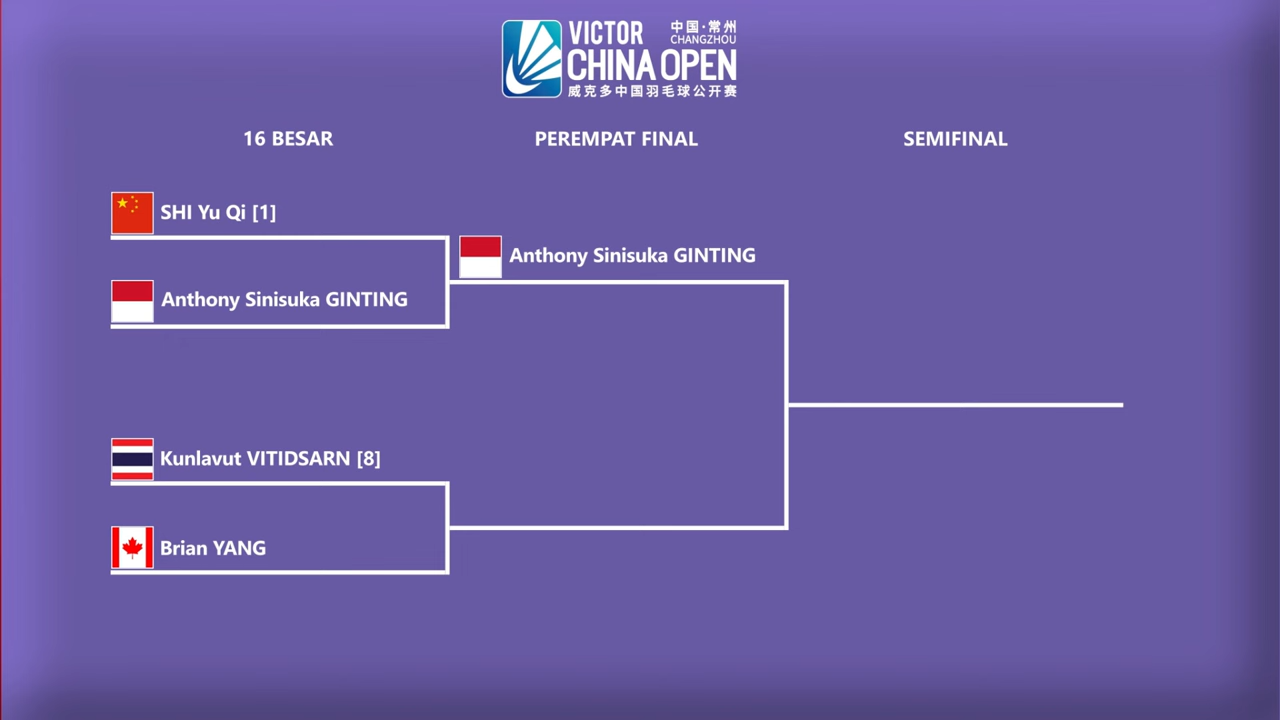 VICTOR
中国·常州
CHANGZHOU
CHINA OPEN
威克多中国羽毛球公开赛
16 BESAR
PEREMPAT FINAL
SEMIFINAL
SHI Yu Qi [1]
Anthony Sinisuka GINTING
Anthony Sinisuka GINTING
Kunlavut VITIDSARN [8]
Brian YANG